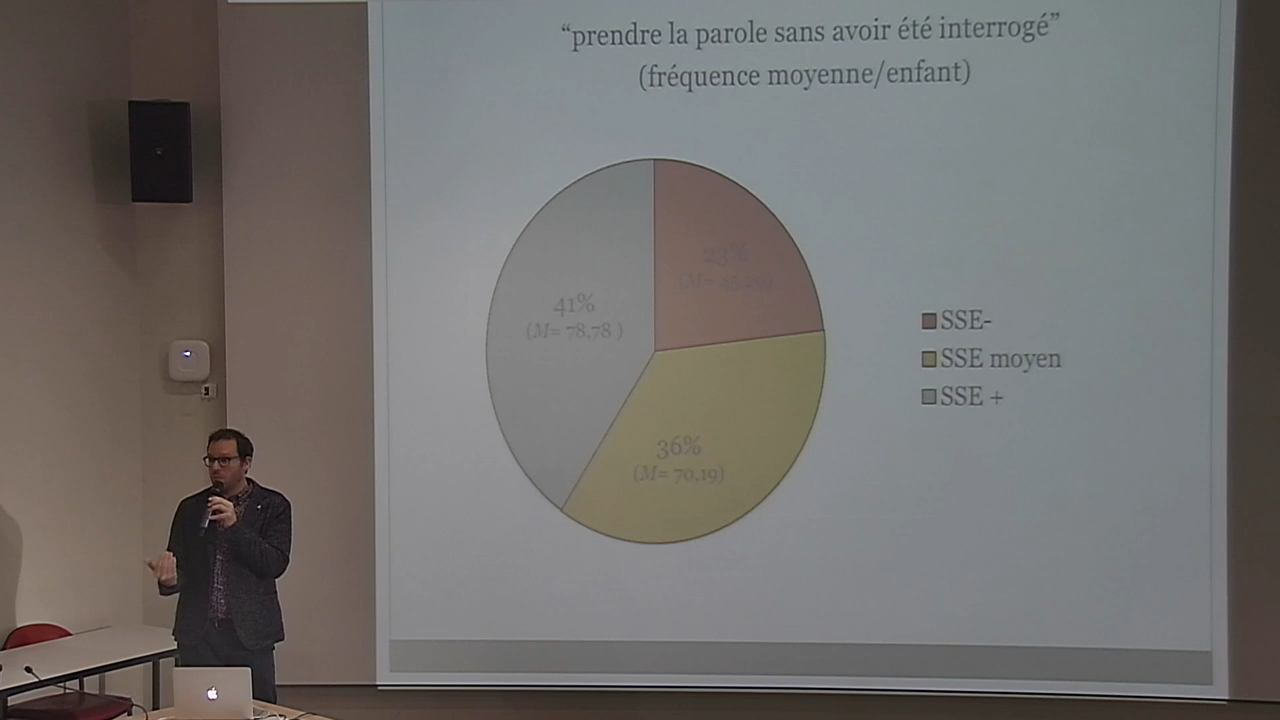 “prendre la parole sans avoir été interrogé”
(fréquence moyenne/enfant)
23%
41%
(M= 78,78 )
36%
(M= 70,19)
SSE-
SSE moyen
SSE +